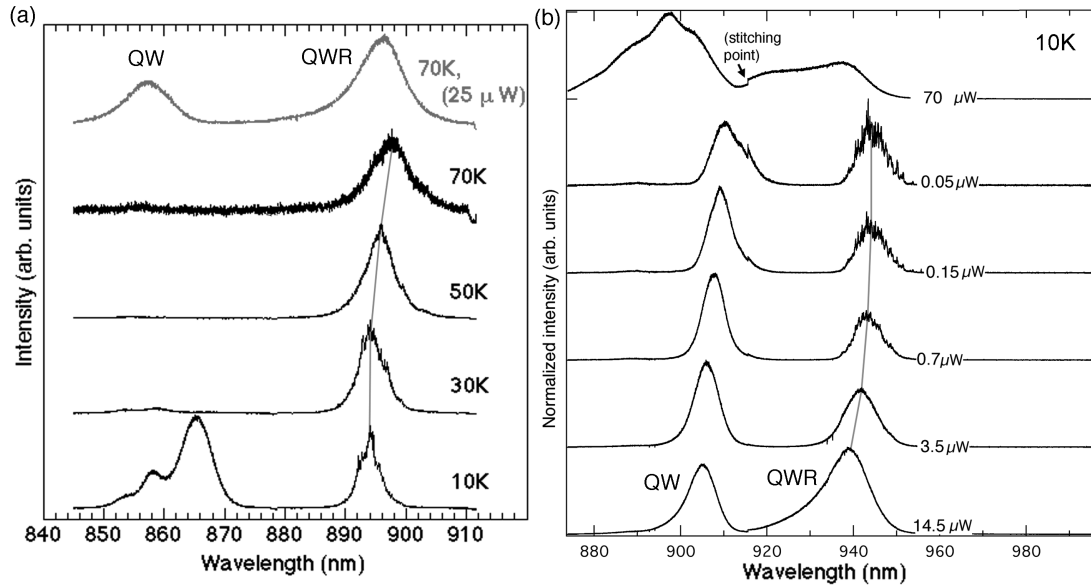 (a)
QW
QWR
70K,
(25 μ W)
70K
50K
30K
10K
Intensity (arb. units)
840 850 860 870 880 890 900 910 920
Wavelength (nm)
(b)
(stitching
point)
10K
70 μW
0.05 μW
0.15 μW
0.7 μW
3.5 μW
QW
QWR
14.5 μW
Normalized intensity (arb. units)
880 900 920 940 960 980
Wavelength (nm)